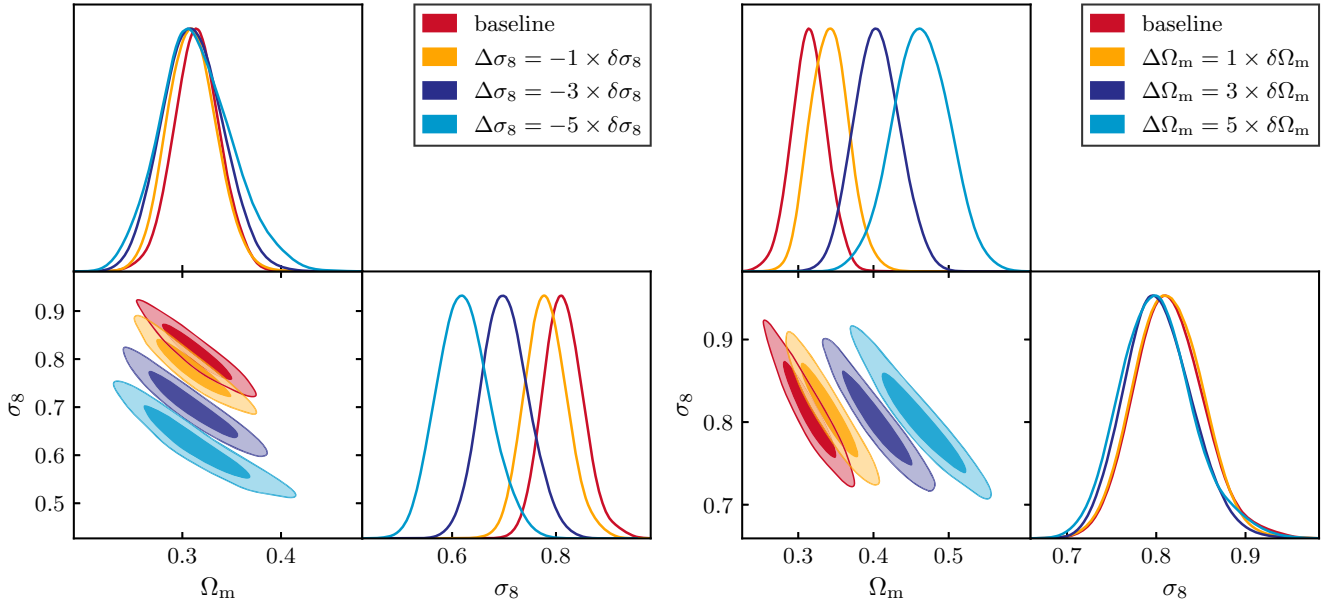 baseline
Δσ₈ = −1 × δσ₈
Δσ₈ = −3 × δσ₈
Δσ₈ = −5 × δσ₈
0.9
0.8
0.7
0.6
0.5
σ₈
0.3 0.4
Ωₘ
0.6 0.8
σ₈
baseline
ΔΩₘ = 1 × δΩₘ
ΔΩₘ = 3 × δΩₘ
ΔΩₘ = 5 × δΩₘ
0.9
0.8
0.7
σ₈
0.3 0.4 0.5
Ωₘ
0.7 0.8 0.9
σ₈